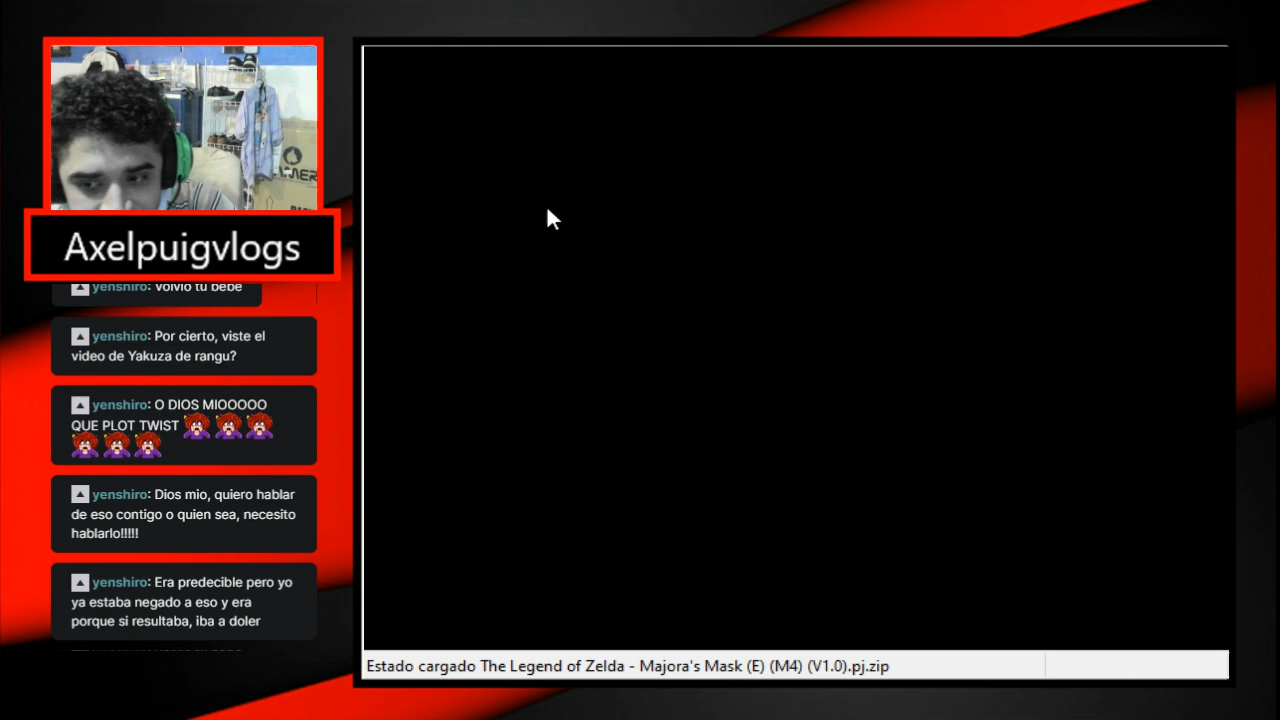 Axelpuigvlogs
yenshiro: Volvio tu bebe
yenshiro: Por cierto, viste el
video de Yakuza de rangu?
yenshiro: O DIOS MIOOOOO
QUE PLOT TWIST
yenshiro: Dios mio, quiero hablar
de eso contigo o quien sea, necesito
hablarlo!!!!!
yenshiro: Era predecible pero yo
ya estaba negado a eso y era
porque si resultaba, iba a doler
Estado cargado The Legend of Zelda - Majora's Mask (E) (M4) (V1.0).pj.zip